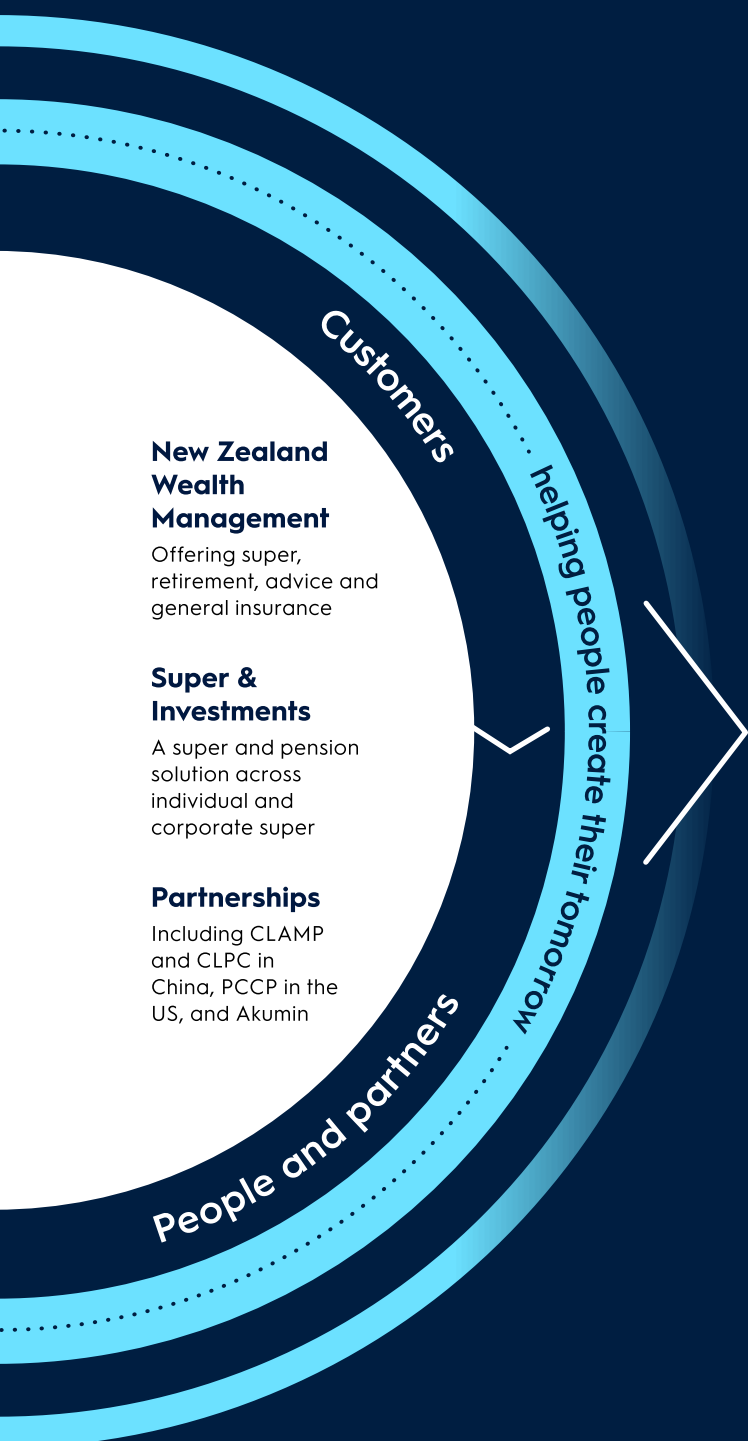 Customers
helping people create their tomorrow
New Zealand
Wealth
Management
Offering super,
retirement, advice and
general insurance
Super &
Investments
A super and pension
solution across
individual and
corporate super
Partnerships
Including CLAMP
and CLPC in
China, PCCP in the
US, and Akumin
People and partners